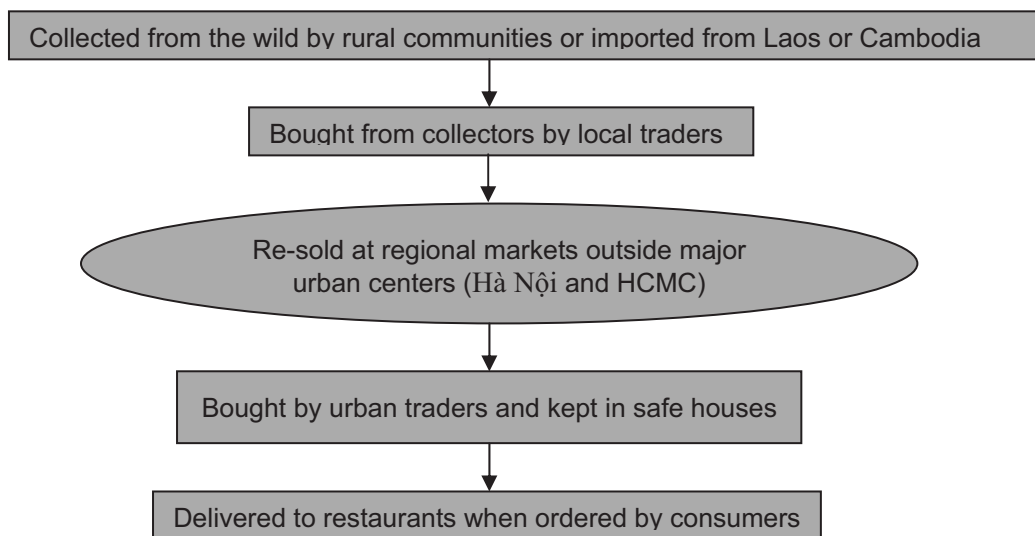 Collected from the wild by rural communities or imported from Laos or Cambodia
Bought from collectors by local traders
Re-sold at regional markets outside major
urban centers (Hà Nội and HCMC)
Bought by urban traders and kept in safe houses
Delivered to restaurants when ordered by consumers